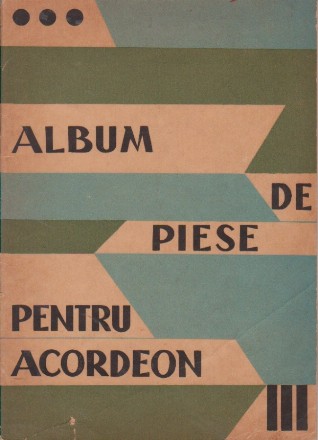 ALBUM
DE
PIESE
PENTRU
ACORDEON
III